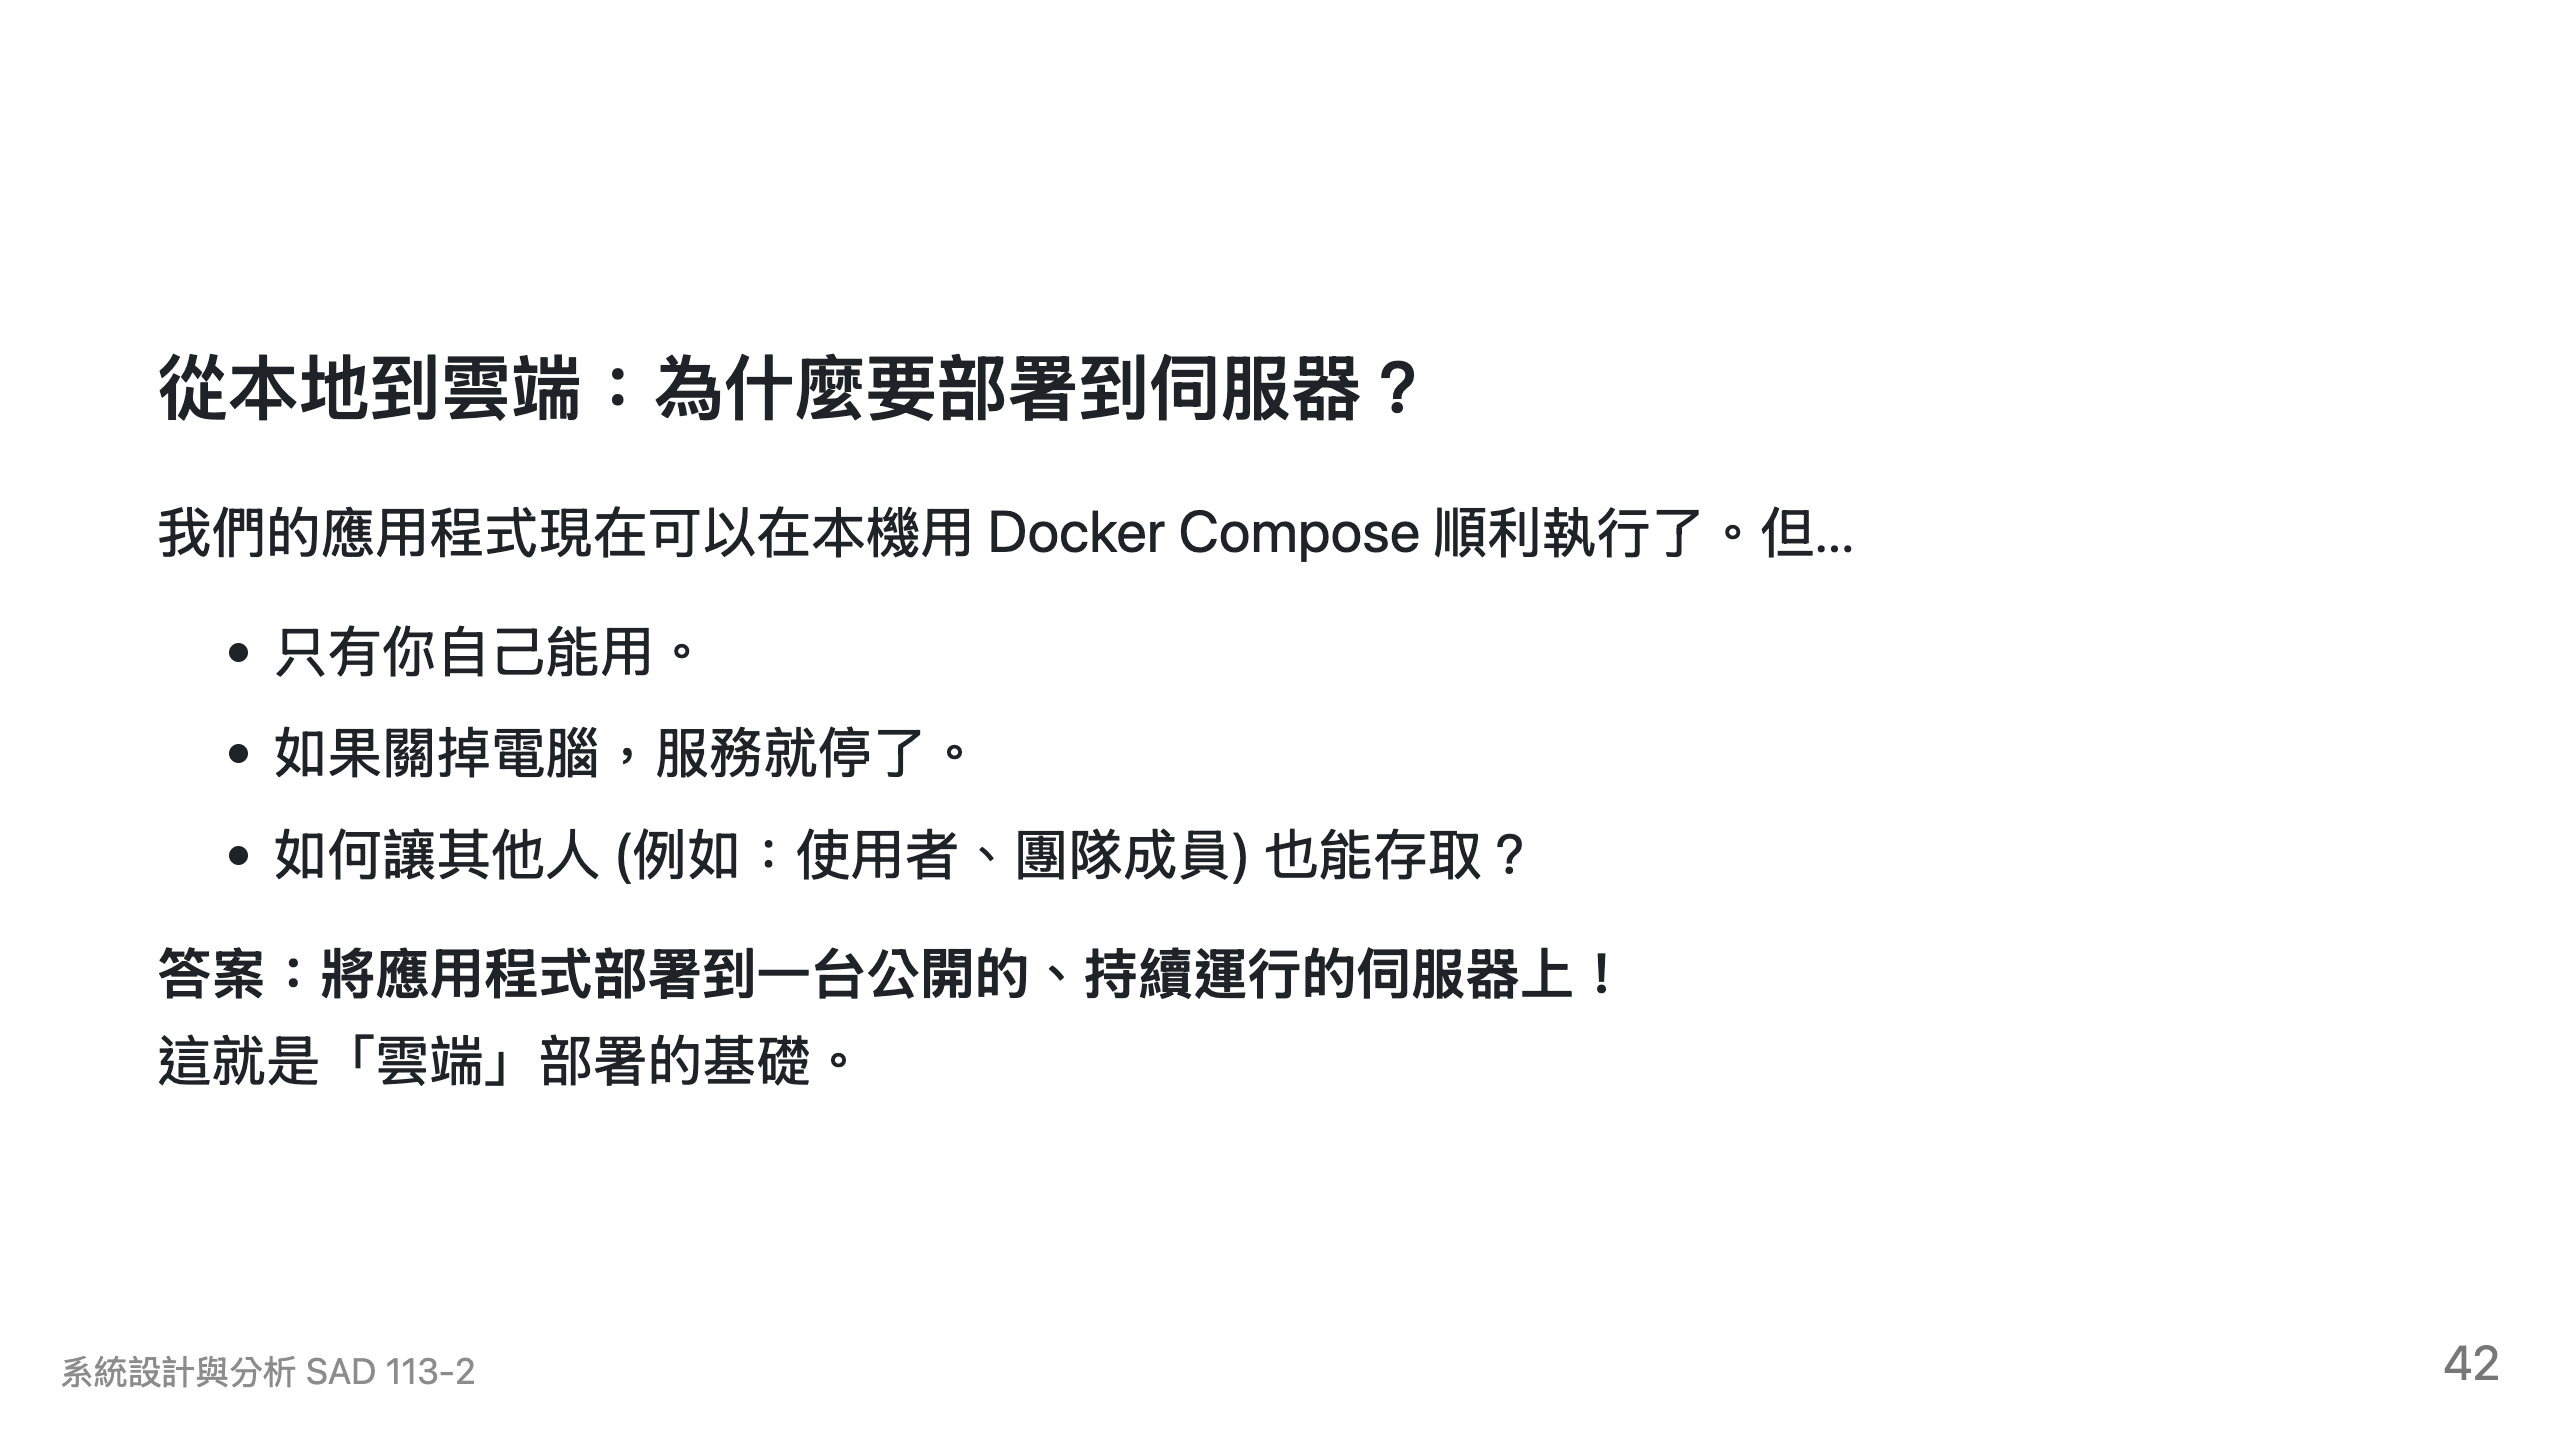 從本地到雲端：為什麼要部署到伺服器？
我們的應用程式現在可以在本機用 Docker Compose 順利執行了。但...
• 只有你自己能用。
• 如果關掉電腦，服務就停了。
• 如何讓其他人 (例如：使用者、團隊成員) 也能存取？
答案：將應用程式部署到一台公開的、持續運行的伺服器上！
這就是「雲端」部署的基礎。
系統設計與分析 SAD 113-2
42